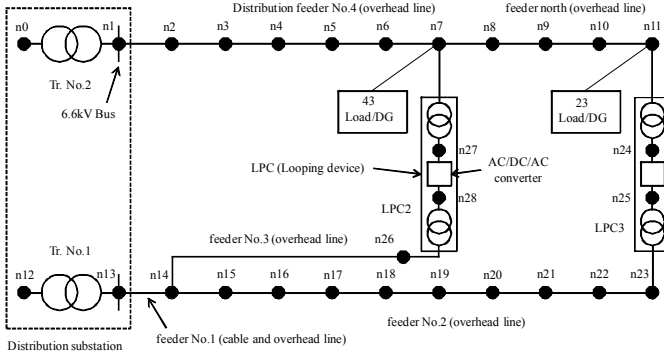 Distribution feeder No.4 (overhead line)
feeder north (overhead line)
n0
n1
n2
n3
n4
n5
n6
n7
n8
n9
n10
n11
Tr. No.2
6.6kV Bus
43
Load/DG
23
Load/DG
n27
n24
LPC (Looping device)
AC/DC/AC
converter
n28
n25
LPC2
LPC3
n26
feeder No.3 (overhead line)
Tr. No.1
n12
n13
n14
n15
n16
n17
n18
n19
n20
n21
n22
n23
feeder No.2 (overhead line)
feeder No.1 (cable and overhead line)
Distribution substation